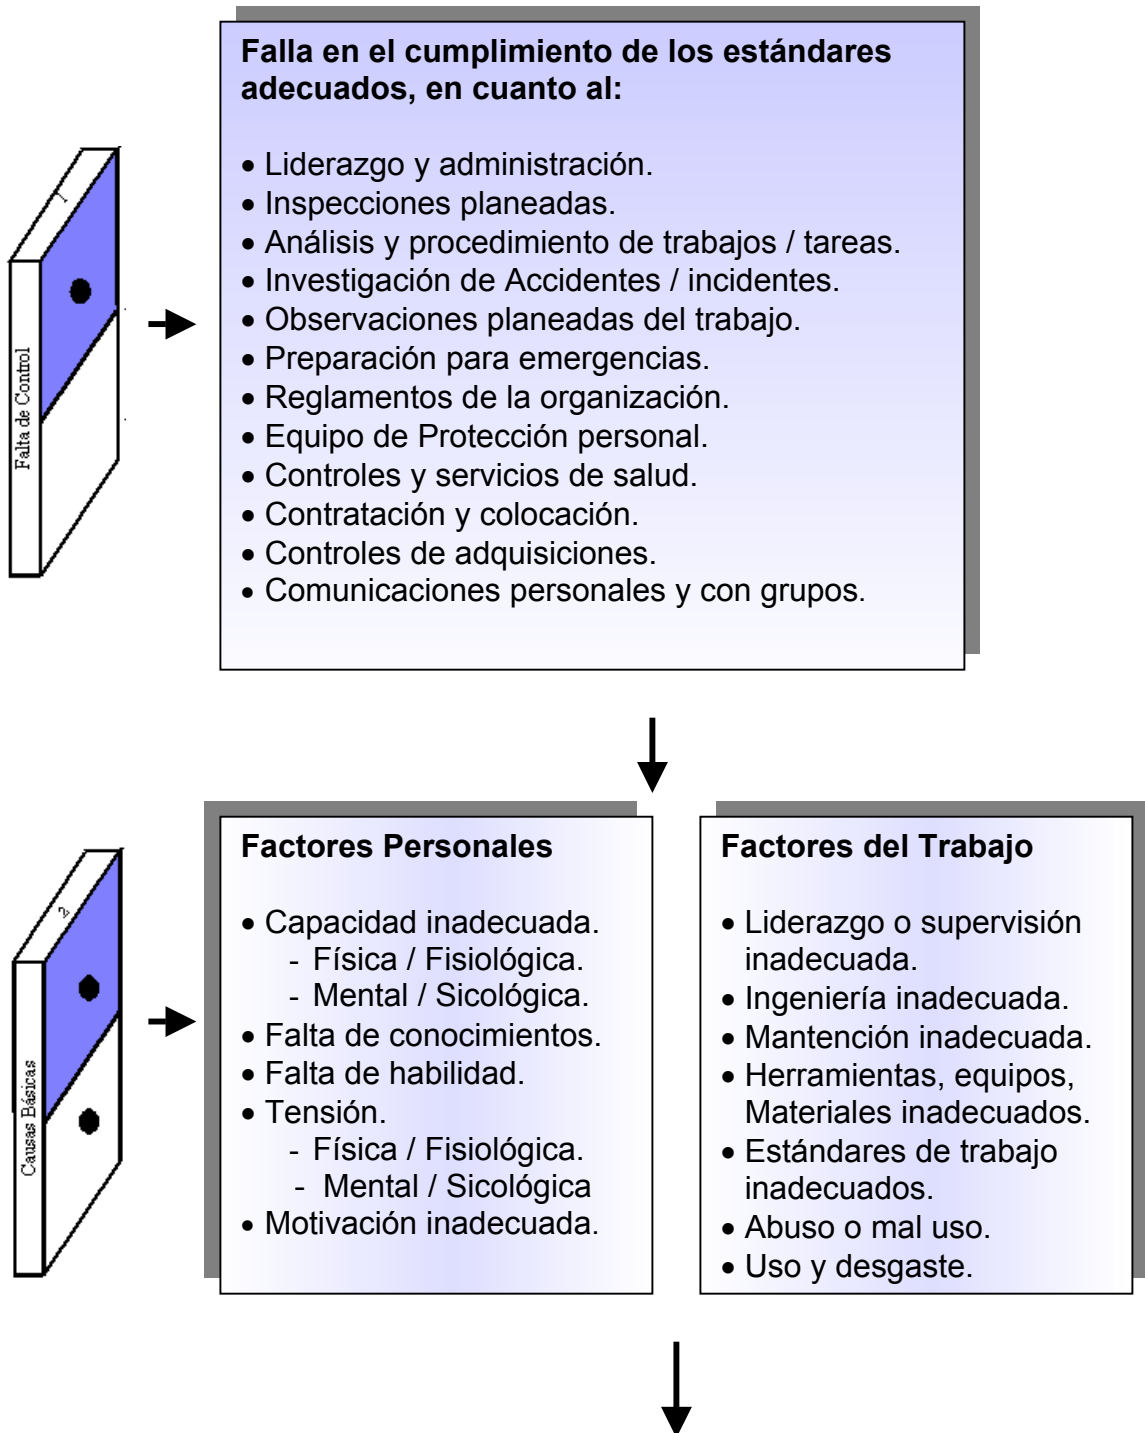 Falla en el cumplimiento de los estándares
adecuados, en cuanto al:
• Liderazgo y administración.
• Inspecciones planeadas.
• Análisis y procedimiento de trabajos / tareas.
• Investigación de Accidentes / incidentes.
• Observaciones planeadas del trabajo.
• Preparación para emergencias.
• Reglamentos de la organización.
• Equipo de Protección personal.
• Controles y servicios de salud.
• Contratación y colocación.
• Controles de adquisiciones.
• Comunicaciones personales y con grupos.
1
Falta de Control
Factores Personales
• Capacidad inadecuada.
- Física / Fisiológica.
- Mental / Sicológica.
• Falta de conocimientos.
• Falta de habilidad.
• Tensión.
- Física / Fisiológica.
- Mental / Sicológica
• Motivación inadecuada.
Factores del Trabajo
• Liderazgo o supervisión
inadecuada.
• Ingeniería inadecuada.
• Mantención inadecuada.
• Herramientas, equipos,
Materiales inadecuados.
• Estándares de trabajo
inadecuados.
• Abuso o mal uso.
• Uso y desgaste.
2
Causas Básicas